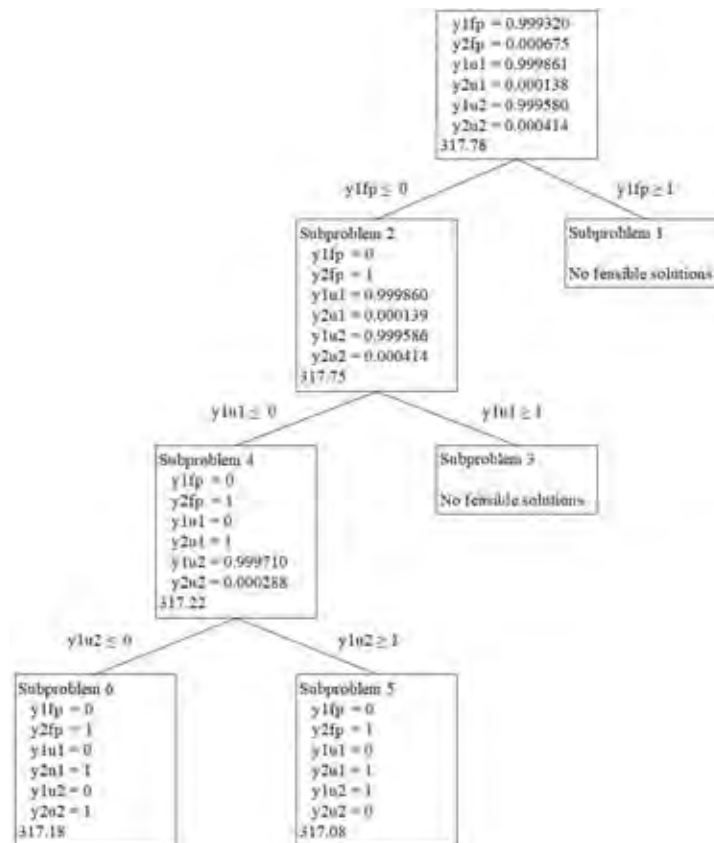 y1fp = 0.999320
y2fp = 0.000675
y1u1 = 0.999861
y2u1 = 0.000138
y1u2 = 0.999580
y2u2 = 0.000414
317.78
y1fp ≤ 0
y1fp ≥ 1
Subproblem 2
y1fp = 0
y2fp = 1
y1u1 = 0.999860
y2u1 = 0.000139
y1u2 = 0.999586
y2u2 = 0.000414
317.75
Subproblem 1
No feasible solutions
y1u1 ≤ 0
y1u1 ≥ 1
Subproblem 4
y1fp = 0
y2fp = 1
y1u1 = 0
y2u1 = 1
y1u2 = 0.999710
y2u2 = 0.000288
317.22
Subproblem 3
No feasible solutions
y1u2 ≤ 0
y1u2 ≥ 1
Subproblem 6
y1fp = 0
y2fp = 1
y1u1 = 0
y2u1 = 1
y1u2 = 0
y2u2 = 1
317.18
Subproblem 5
y1fp = 0
y2fp = 1
y1u1 = 0
y2u1 = 1
y1u2 = 1
y2u2 = 0
317.08